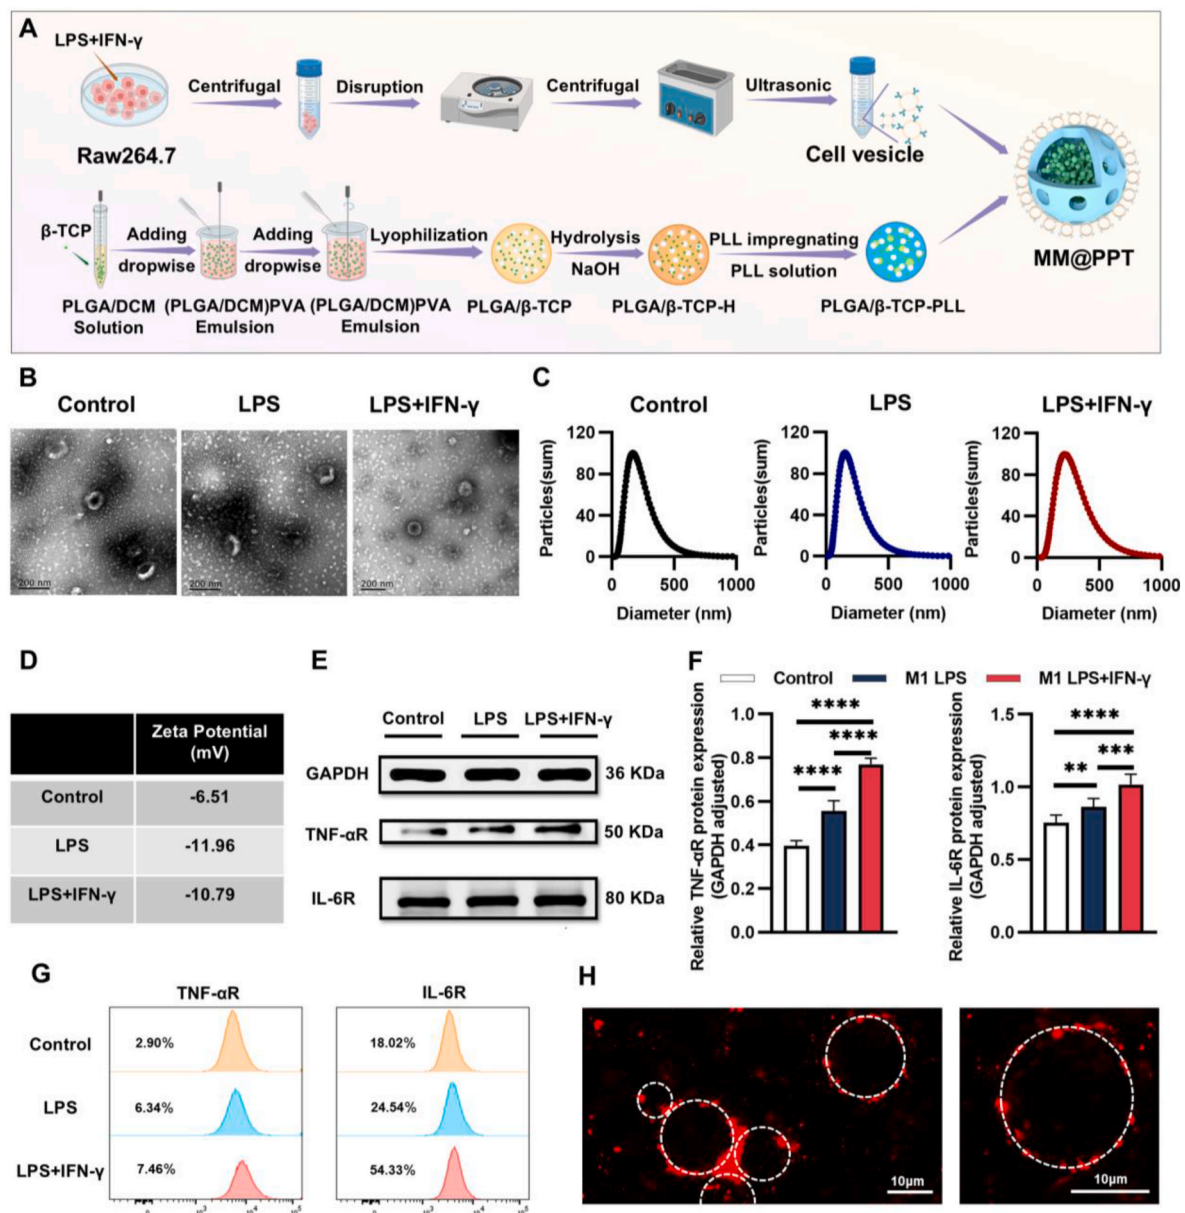 A
LPS+IFN-γ
Centrifugal
Disruption
Centrifugal
Ultrasonic
Raw264.7
Cell vesicle
β-TCP
Adding
dropwise
Adding
dropwise
Lyophilization
Hydrolysis
NaOH
PLL impregnating
PLL solution
MM@PPT
PLGA/DCM
Solution
(PLGA/DCM)PVA
Emulsion
(PLGA/DCM)PVA
Emulsion
PLGA/β-TCP
PLGA/β-TCP-H
PLGA/β-TCP-PLL
B
Control
LPS
LPS+IFN-γ
200 nm
200 nm
200 nm
C
Control
LPS
LPS+IFN-γ
Particles(sum)
120
80
40
0
0
500
1000
Diameter (nm)
Particles(sum)
120
80
40
0
0
500
1000
Diameter (nm)
Particles(sum)
120
80
40
0
0
500
1000
Diameter (nm)
D
Zeta Potential
(mV)
Control
-6.51
LPS
-11.96
LPS+IFN-γ
-10.79
E
Control
LPS
LPS+IFN-γ
GAPDH
36 KDa
TNF-αR
50 KDa
IL-6R
80 KDa
F
Control
M1 LPS
M1 LPS+IFN-γ
Relative TNF-αR protein expression
(GAPDH adjusted)
1.0
0.8
0.6
0.4
0.2
0.0
****
****
****
Relative IL-6R protein expression
(GAPDH adjusted)
1.5
1.0
0.5
0.0
****
***
**
G
TNF-αR
IL-6R
Control
2.90%
18.02%
LPS
6.34%
24.54%
LPS+IFN-γ
7.46%
54.33%
H
10μm
10μm